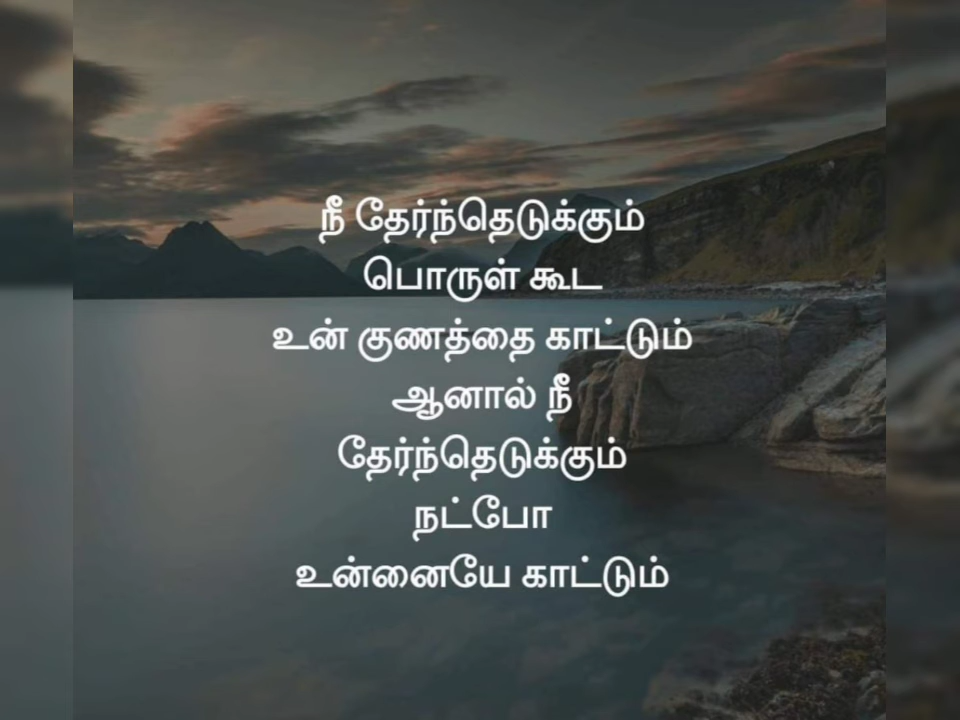 நீ தேர்ந்தெடுக்கும்
பொருள் கூட
உன் குணத்தை காட்டும்
ஆனால் நீ
தேர்ந்தெடுக்கும்
நட்போ
உன்னையே காட்டும்